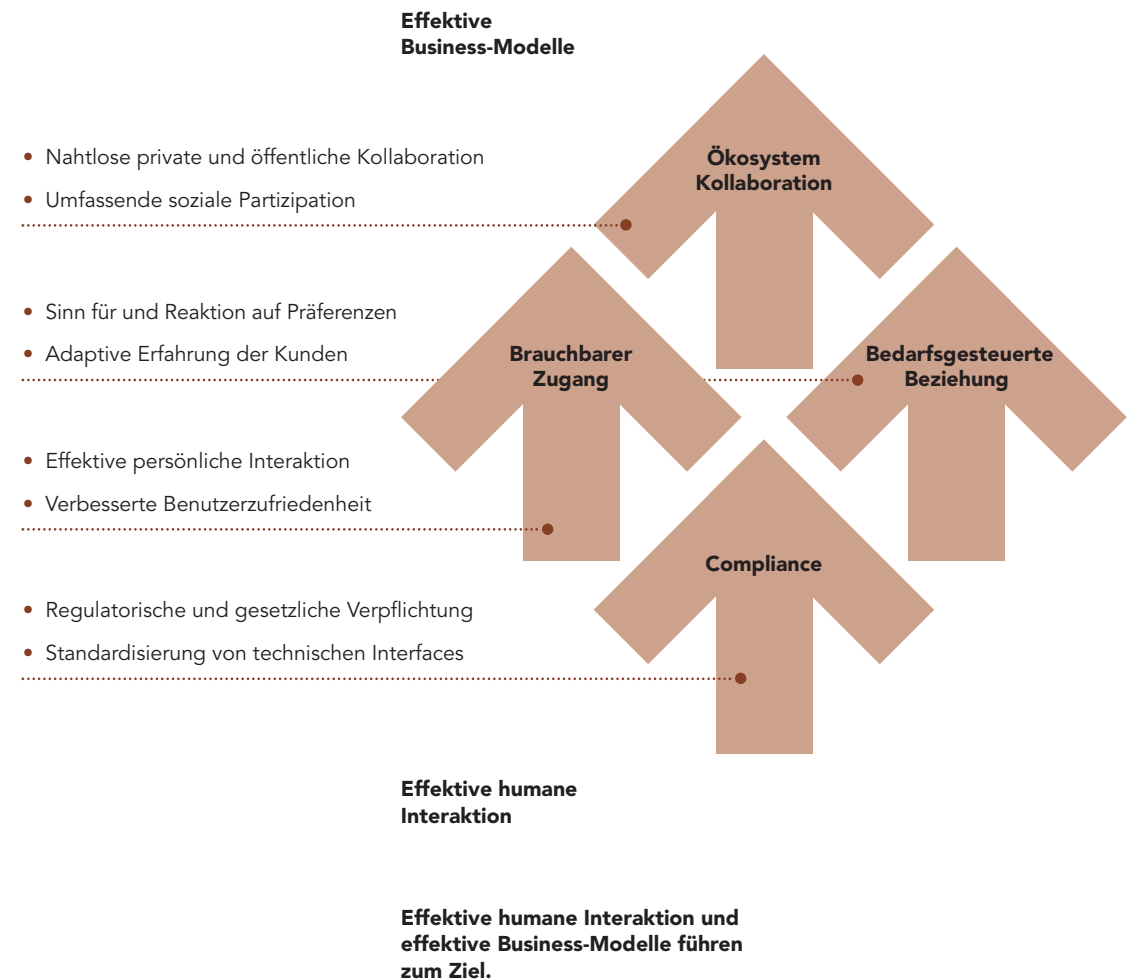 Effektive
Business-Modelle
• Nahtlose private und öffentliche Kollaboration
• Umfassende soziale Partizipation
Ökosystem
Kollaboration
• Sinn für und Reaktion auf Präferenzen
• Adaptive Erfahrung der Kunden
Brauchbarer
Zugang
Bedarfsgesteuerte
Beziehung
• Effektive persönliche Interaktion
• Verbesserte Benutzerzufriedenheit
Compliance
• Regulatorische und gesetzliche Verpflichtung
• Standardisierung von technischen Interfaces
Effektive humane
Interaktion
Effektive humane Interaktion und
effektive Business-Modelle führen
zum Ziel.